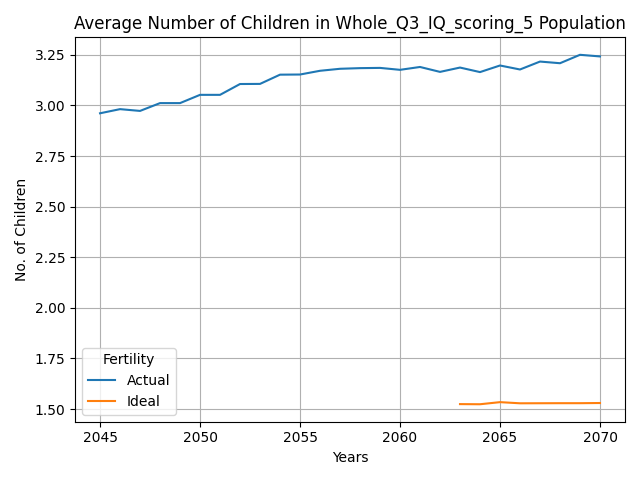 Average Number of Children in Whole_Q3_IQ_scoring_5 Population
3.25
3.00
2.75
2.50
2.25
2.00
1.75
1.50
No. of Children
Fertility
Actual
Ideal
2045
2050
2055
2060
2065
2070
Years